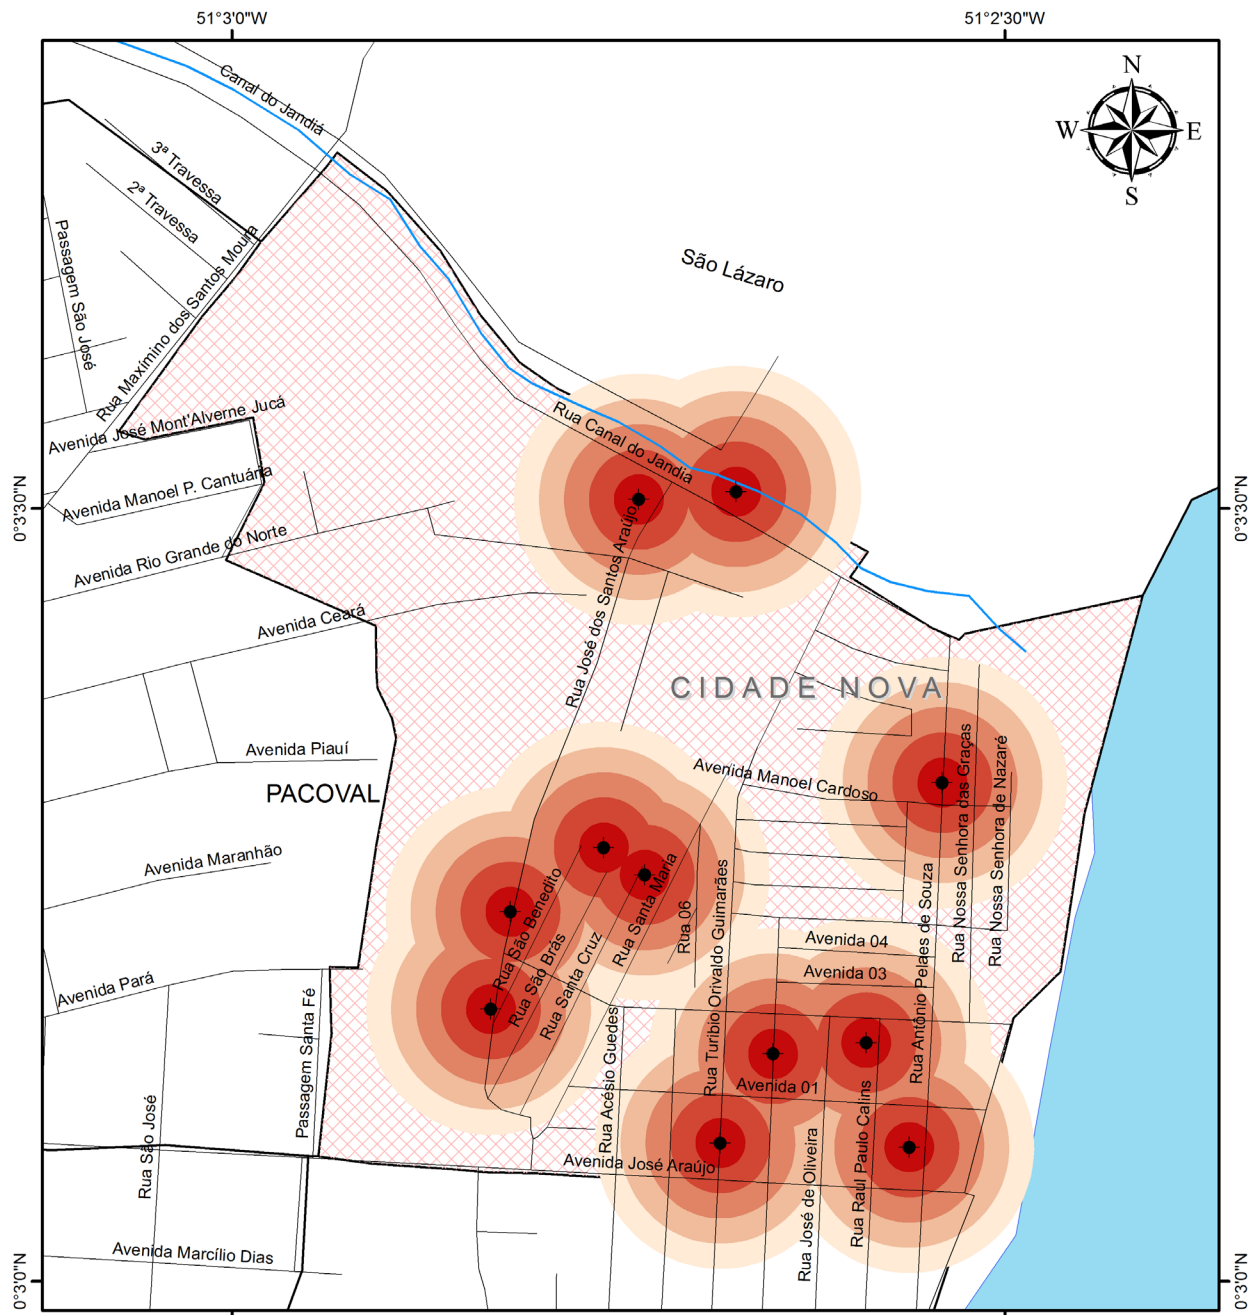 51°3'0"W
51°2'30"W
N
W
E
S
Canal do Jandiá
3ª Travessa
2ª Travessa
Passagem São José
Rua Maximino dos Santos Moura
São Lázaro
Avenida José Mont'Alverne Jucá
Rua Canal do Jandia
Avenida Manoel P. Cantuária
0°3'30"N
0°3'30"N
Avenida Rio Grande do Norte
Rua José dos Santos Araújo
Avenida Ceará
CIDADE NOVA
Avenida Piauí
PACOVAL
Avenida Manoel Cardoso
Rua Nossa Senhora das Graças
Rua Nossa Senhora de Nazaré
Avenida Maranhão
Rua São Benedito
Rua São Brás
Rua Santa Cruz
Rua Santa Maria
Rua 06
Rua Turibio Orivaldo Guimarães
Rua Antônio Pelaes de Souza
Avenida 04
Avenida 03
Avenida Pará
Passagem Santa Fé
Rua Acésio Guedes
Avenida 01
Rua São José
Avenida José Araújo
Rua José de Oliveira
Rua Raul Paulo Calins
Avenida Marcílio Dias
0°3'0"N
0°3'0"N